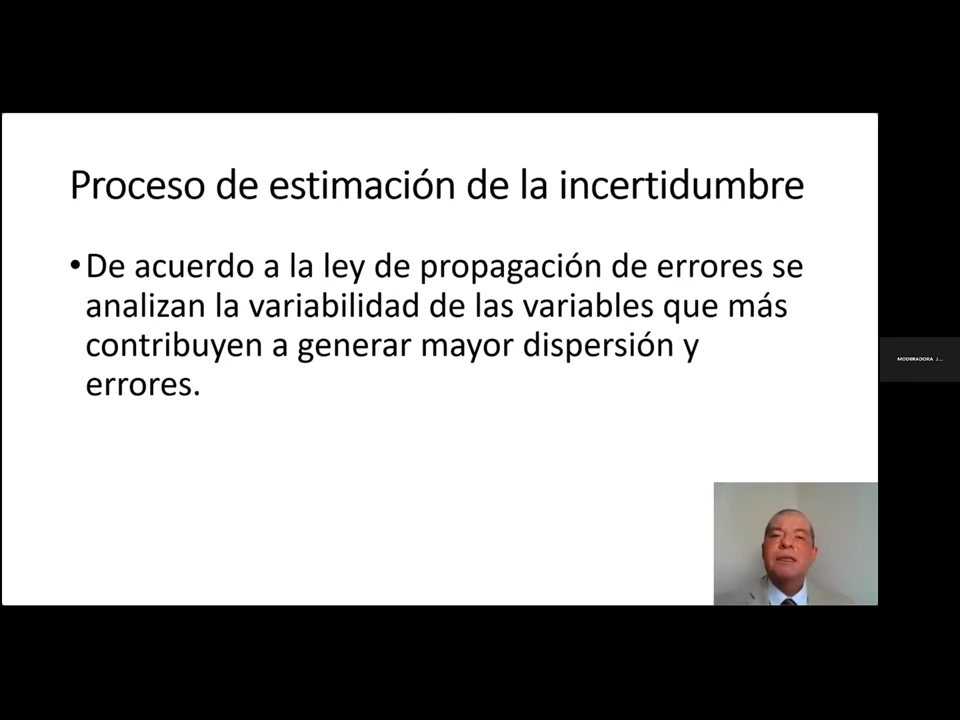 Proceso de estimación de la incertidumbre
•De acuerdo a la ley de propagación de errores se
analizan la variabilidad de las variables que más
contribuyen a generar mayor dispersión y
errores.
MODERADORA J...